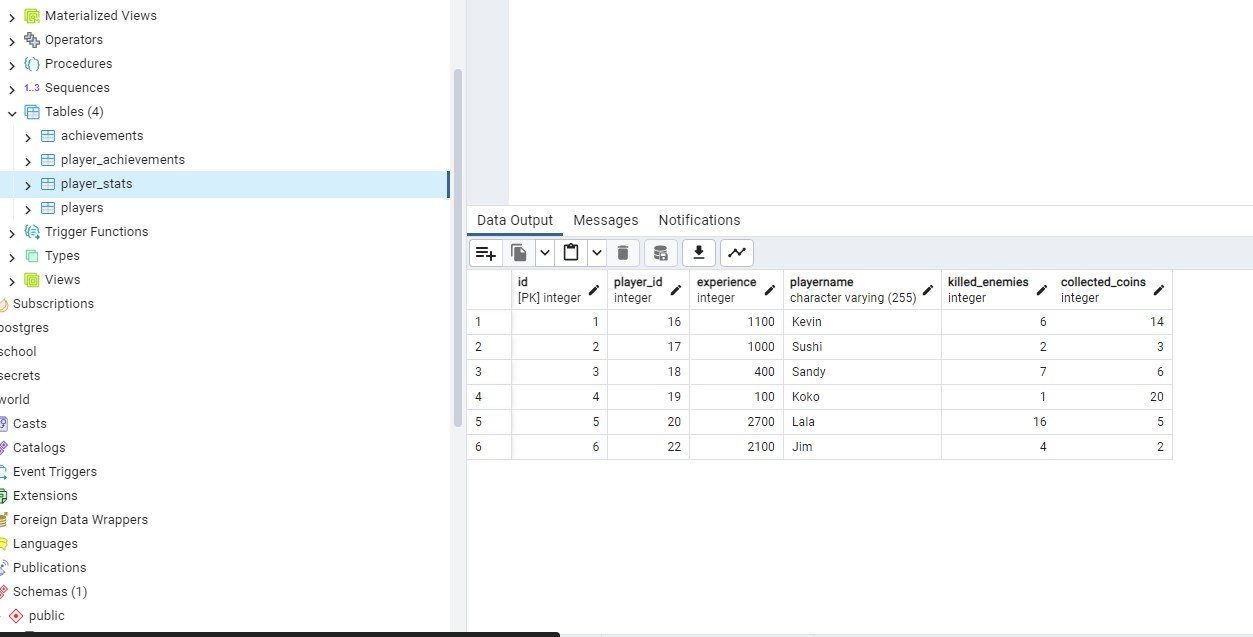 Materialized Views
Operators
Procedures
1..3 Sequences
Tables (4)
achievements
player_achievements
player_stats
players
Trigger Functions
Types
Views
Subscriptions
postgres
school
secrets
world
Casts
Catalogs
Event Triggers
Extensions
Foreign Data Wrappers
Languages
Publications
Schemas (1)
public
Data Output Messages Notifications
id player_id experience playername killed_enemies collected_coins
[PK] integer integer integer character varying (255) integer integer
1 1 16 1100 Kevin 6 14
2 2 17 1000 Sushi 2 3
3 3 18 400 Sandy 7 6
4 4 19 100 Koko 1 20
5 5 20 2700 Lala 16 5
6 6 22 2100 Jim 4 2